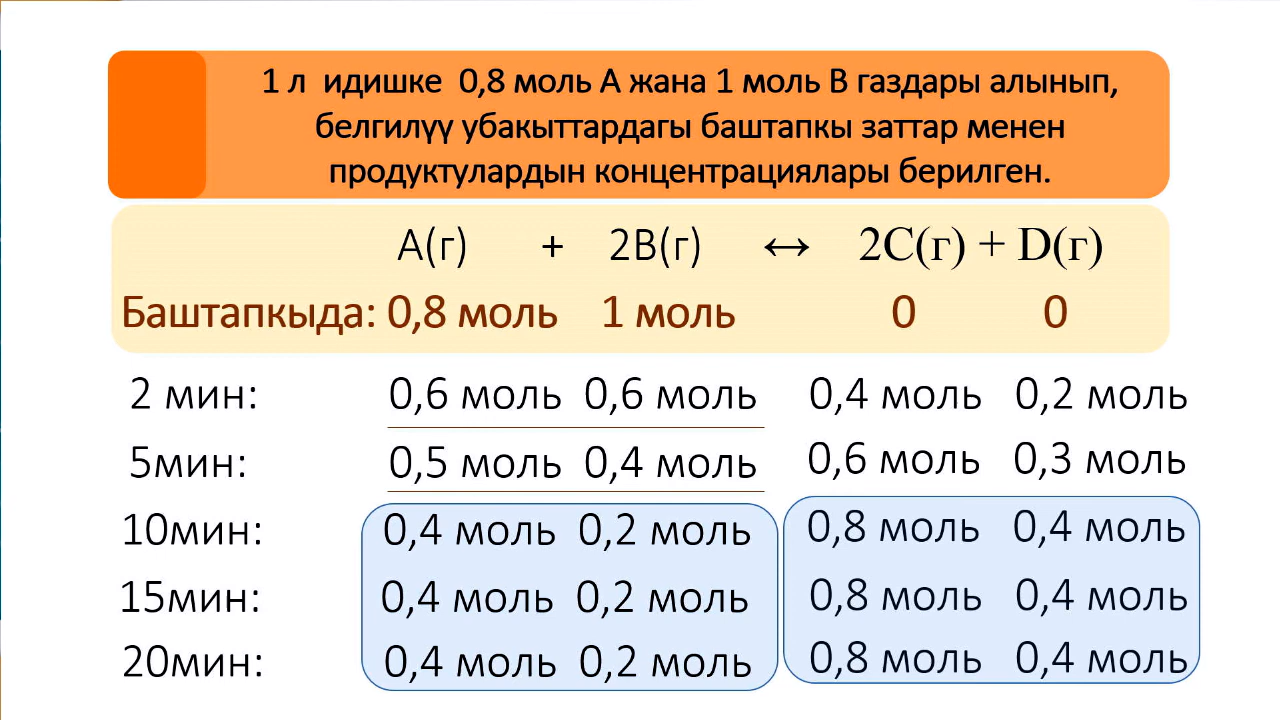 1 л идишке 0,8 моль А жана 1 моль В газдары алынып,
белгилүү убакыттардагы баштапкы заттар менен
продуктулардын концентрациялары берилген.
А(г) + 2В(г) ↔ 2C(г) + D(г)
Баштапкыда: 0,8 моль 1 моль 0 0
2 мин: 0,6 моль 0,6 моль 0,4 моль 0,2 моль
5мин: 0,5 моль 0,4 моль 0,6 моль 0,3 моль
10мин: 0,4 моль 0,2 моль 0,8 моль 0,4 моль
15мин: 0,4 моль 0,2 моль 0,8 моль 0,4 моль
20мин: 0,4 моль 0,2 моль 0,8 моль 0,4 моль